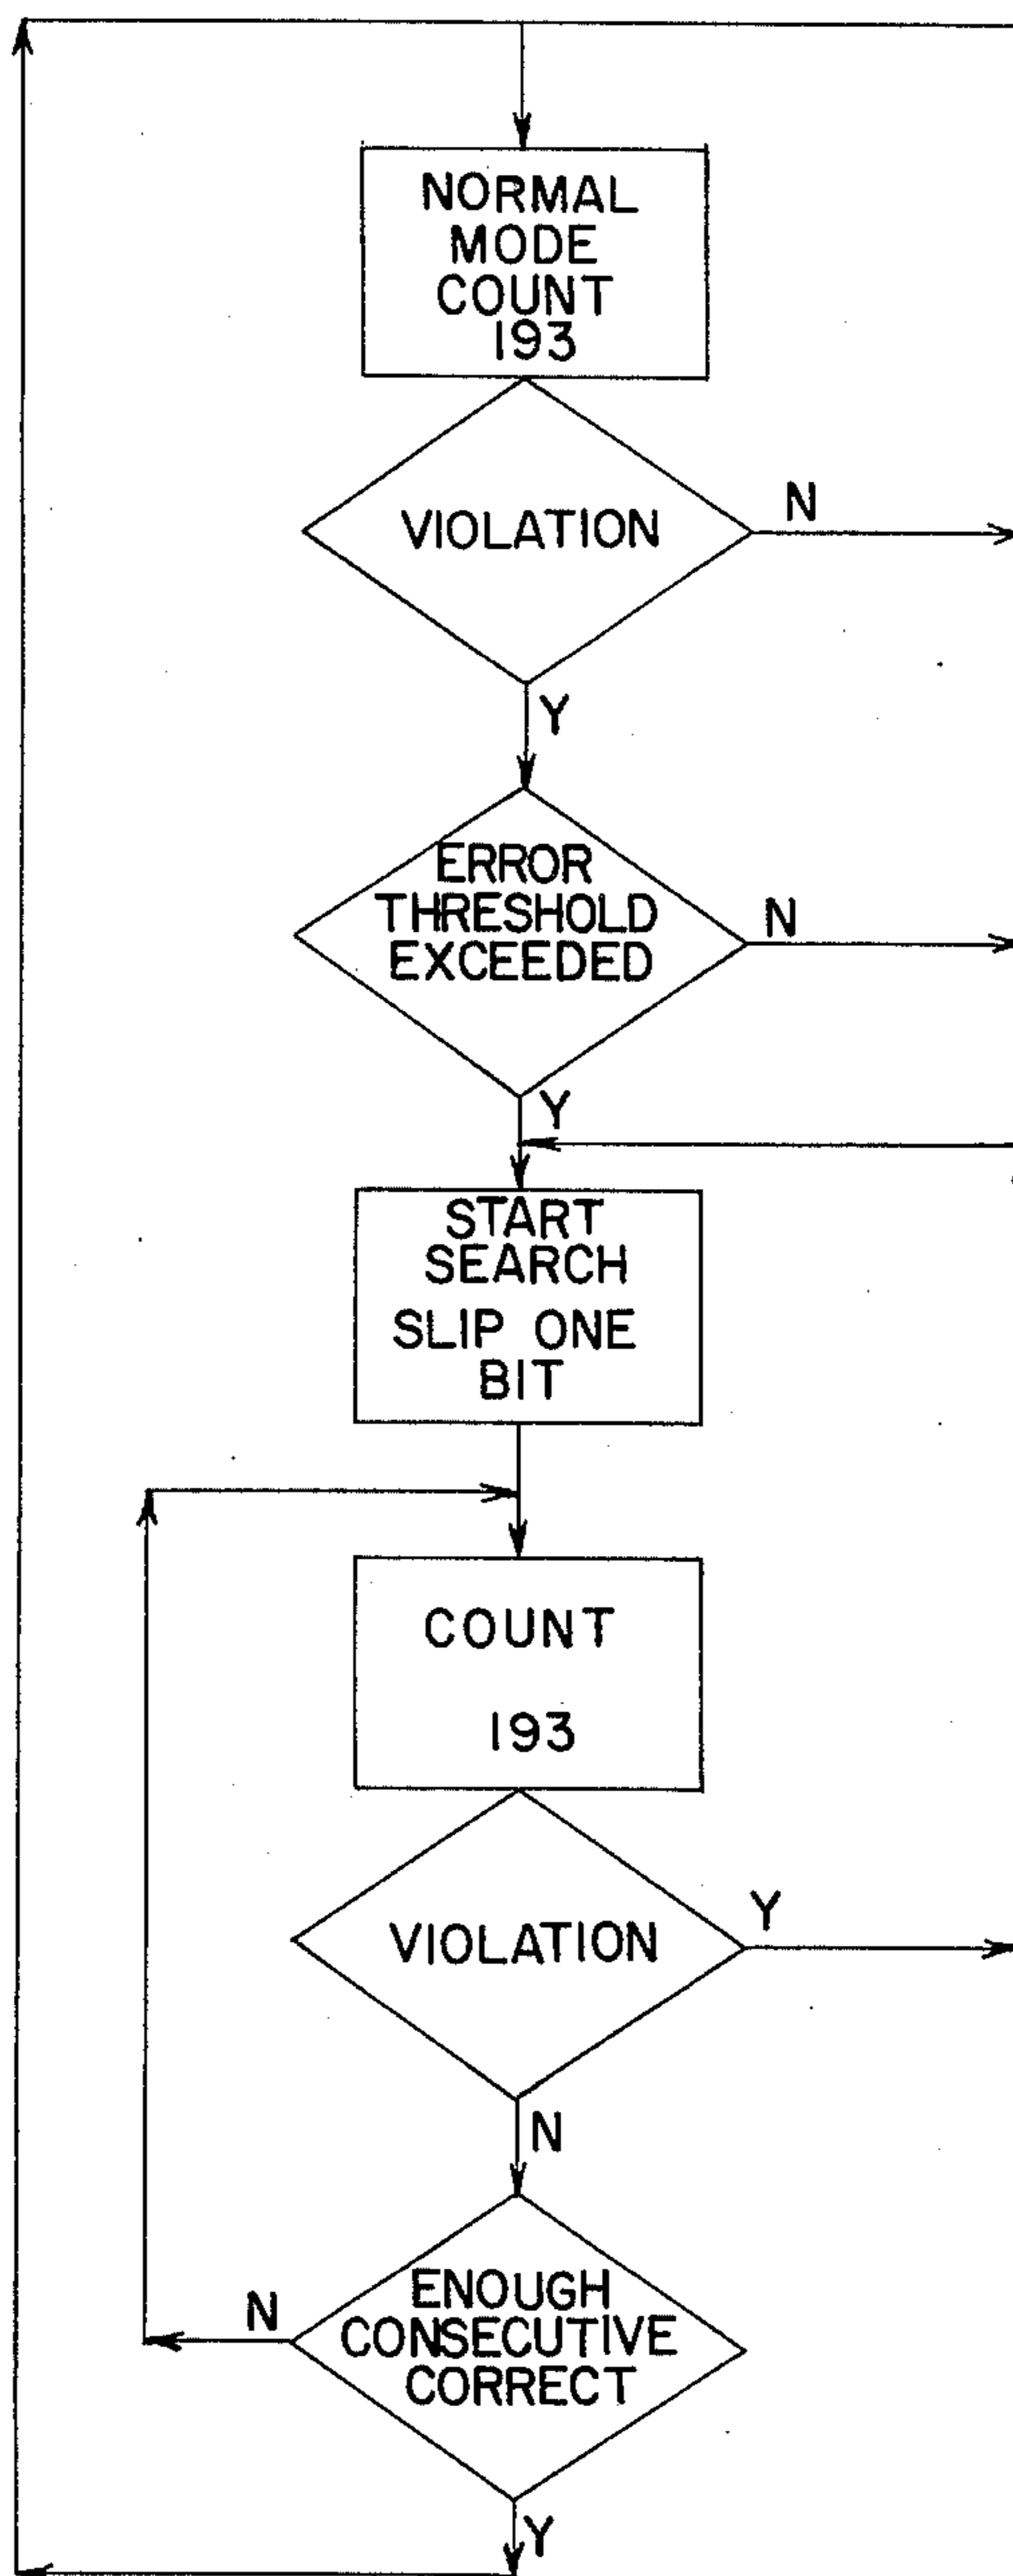 NORMAL
MODE
COUNT
193
VIOLATION
N
Y
ERROR
THRESHOLD
EXCEEDED
N
Y
START
SEARCH
SLIP ONE
BIT
COUNT
193
VIOLATION
Y
N
ENOUGH
CONSECUTIVE
CORRECT
N
Y